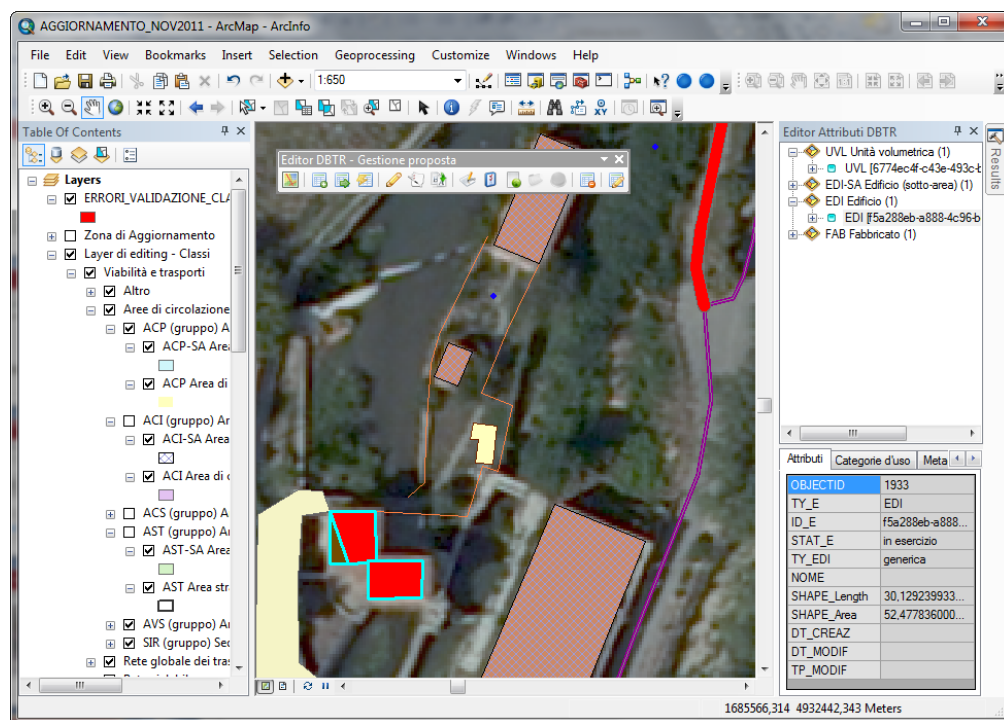 AGGIORNAMENTO_NOV2011 - ArcMap - ArcInfo
File Edit View Bookmarks Insert Selection Geoprocessing Customize Windows Help
1:650
Table Of Contents
Layers
ERRORI_VALIDAZIONE_CLA
Zona di Aggiornamento
Layer di editing - Classi
Viabilità e trasporti
Altro
Aree di circolazione
ACP (gruppo) A
ACP-SA Area
ACP Area di
ACI (gruppo) Ar
ACI-SA Area
ACI Area di c
ACS (gruppo) A
AST (gruppo) Ar
AST-SA Area
AST Area str
AVS (gruppo) Ar
SIR (gruppo) Sec
Rete globale dei tras
Editor DBTR - Gestione proposta
Editor Attributi DBTR
UVL Unità volumetrica (1)
UVL [6774ec4f-c43e-493c-b
EDI-SA Edificio (sotto-area) (1)
EDI Edificio (1)
EDI [f5a288eb-a888-4c96-b
FAB Fabbricato (1)
Results
Attributi Categorie d'uso Meta
OBJECTID 1933
TY_E EDI
ID_E f5a288eb-a888...
STAT_E in esercizio
TY_EDI generica
NOME
SHAPE_Length 30,129239933...
SHAPE_Area 52,477836000...
DT_CREAZ
DT_MODIF
TP_MODIF
1685566,314 4932442,343 Meters